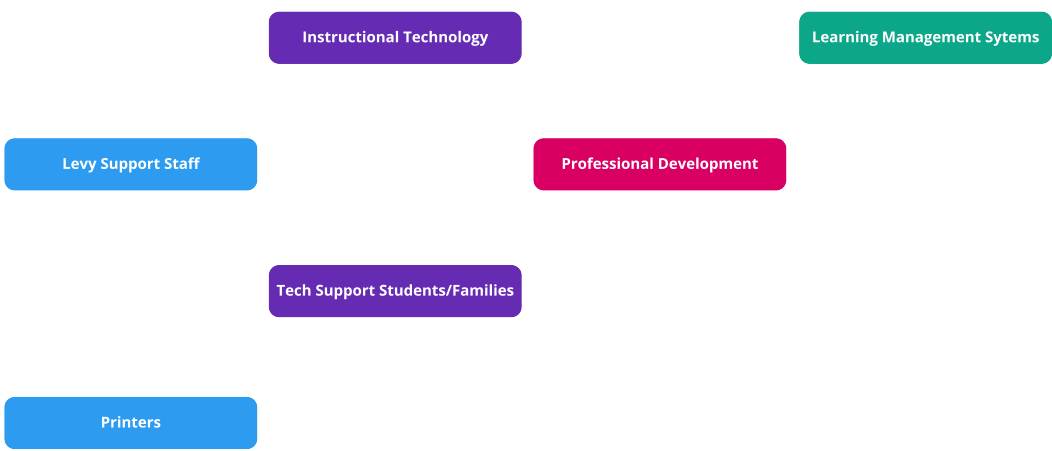 Instructional Technology
Learning Management Sytems
Levy Support Staff
Professional Development
Tech Support Students/Families
Printers